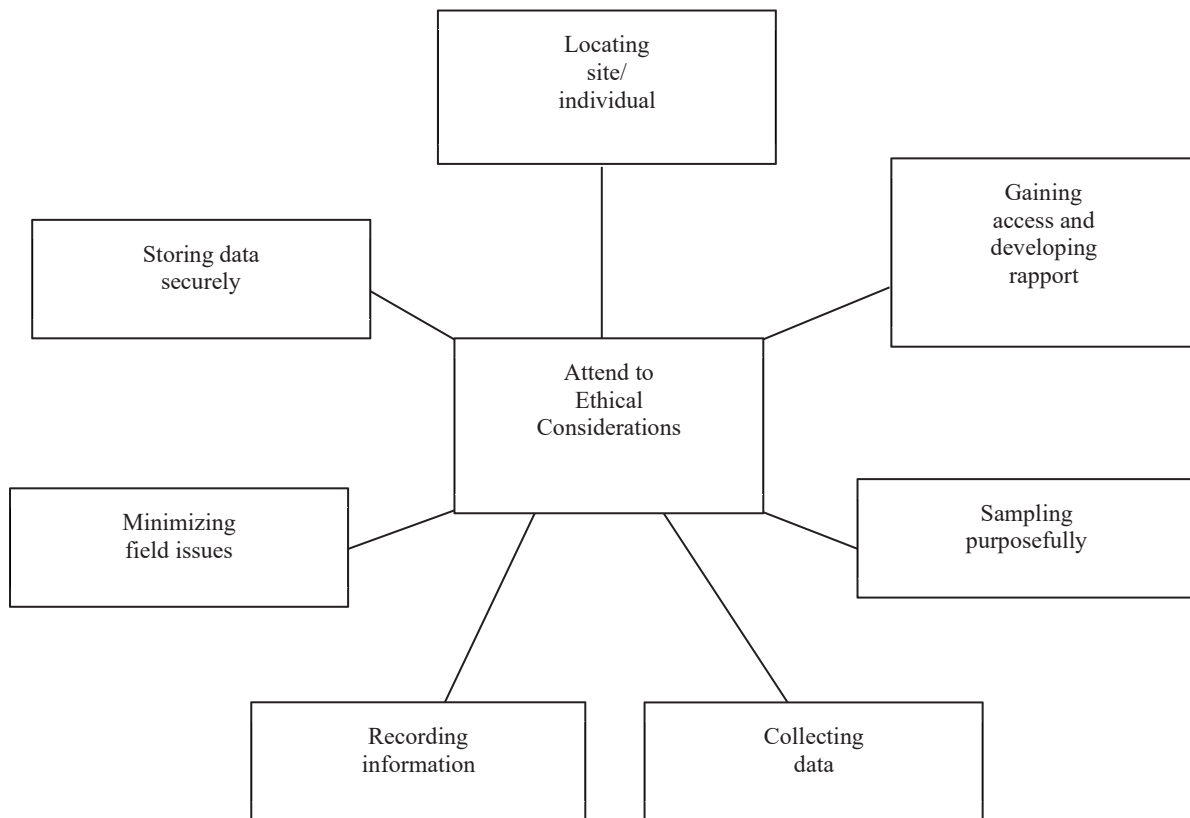 Locating
site/
individual
Gaining
access and
developing
rapport
Storing data
securely
Attend to
Ethical
Considerations
Minimizing
field issues
Sampling
purposefully
Recording
information
Collecting
data